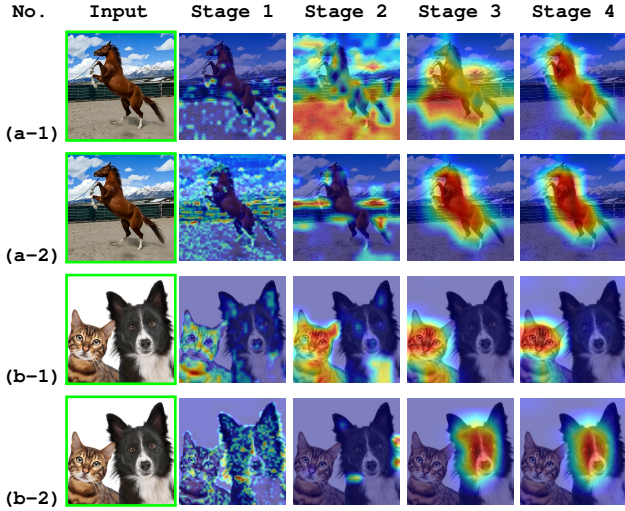 No. Input Stage 1 Stage 2 Stage 3 Stage 4
(a-1)
(a-2)
(b-1)
(b-2)